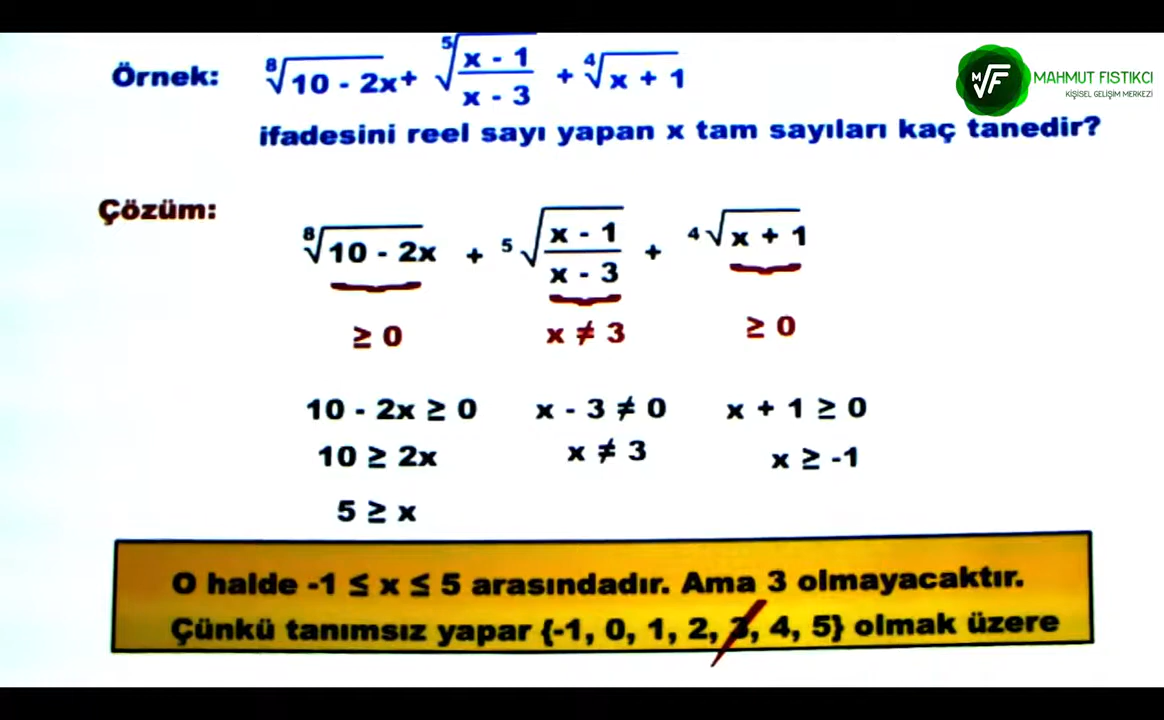 Örnek: ⁸√(10 - 2x) + ⁵√((x - 1)/(x - 3)) + ⁴√(x + 1)
MAHMUT FISTIKCI
KİŞİSEL GELİŞİM MERKEZİ
ifadesini reel sayı yapan x tam sayıları kaç tanedir?
Çözüm:
⁸√(10 - 2x) + ⁵√((x - 1)/(x - 3)) + ⁴√(x + 1)
≥ 0 x ≠ 3 ≥ 0
10 - 2x ≥ 0 x - 3 ≠ 0 x + 1 ≥ 0
10 ≥ 2x x ≠ 3 x ≥ -1
5 ≥ x
O halde -1 ≤ x ≤ 5 arasındadır. Ama 3 olmayacaktır.
Çünkü tanımsız yapar {-1, 0, 1, 2, 3, 4, 5} olmak üzere